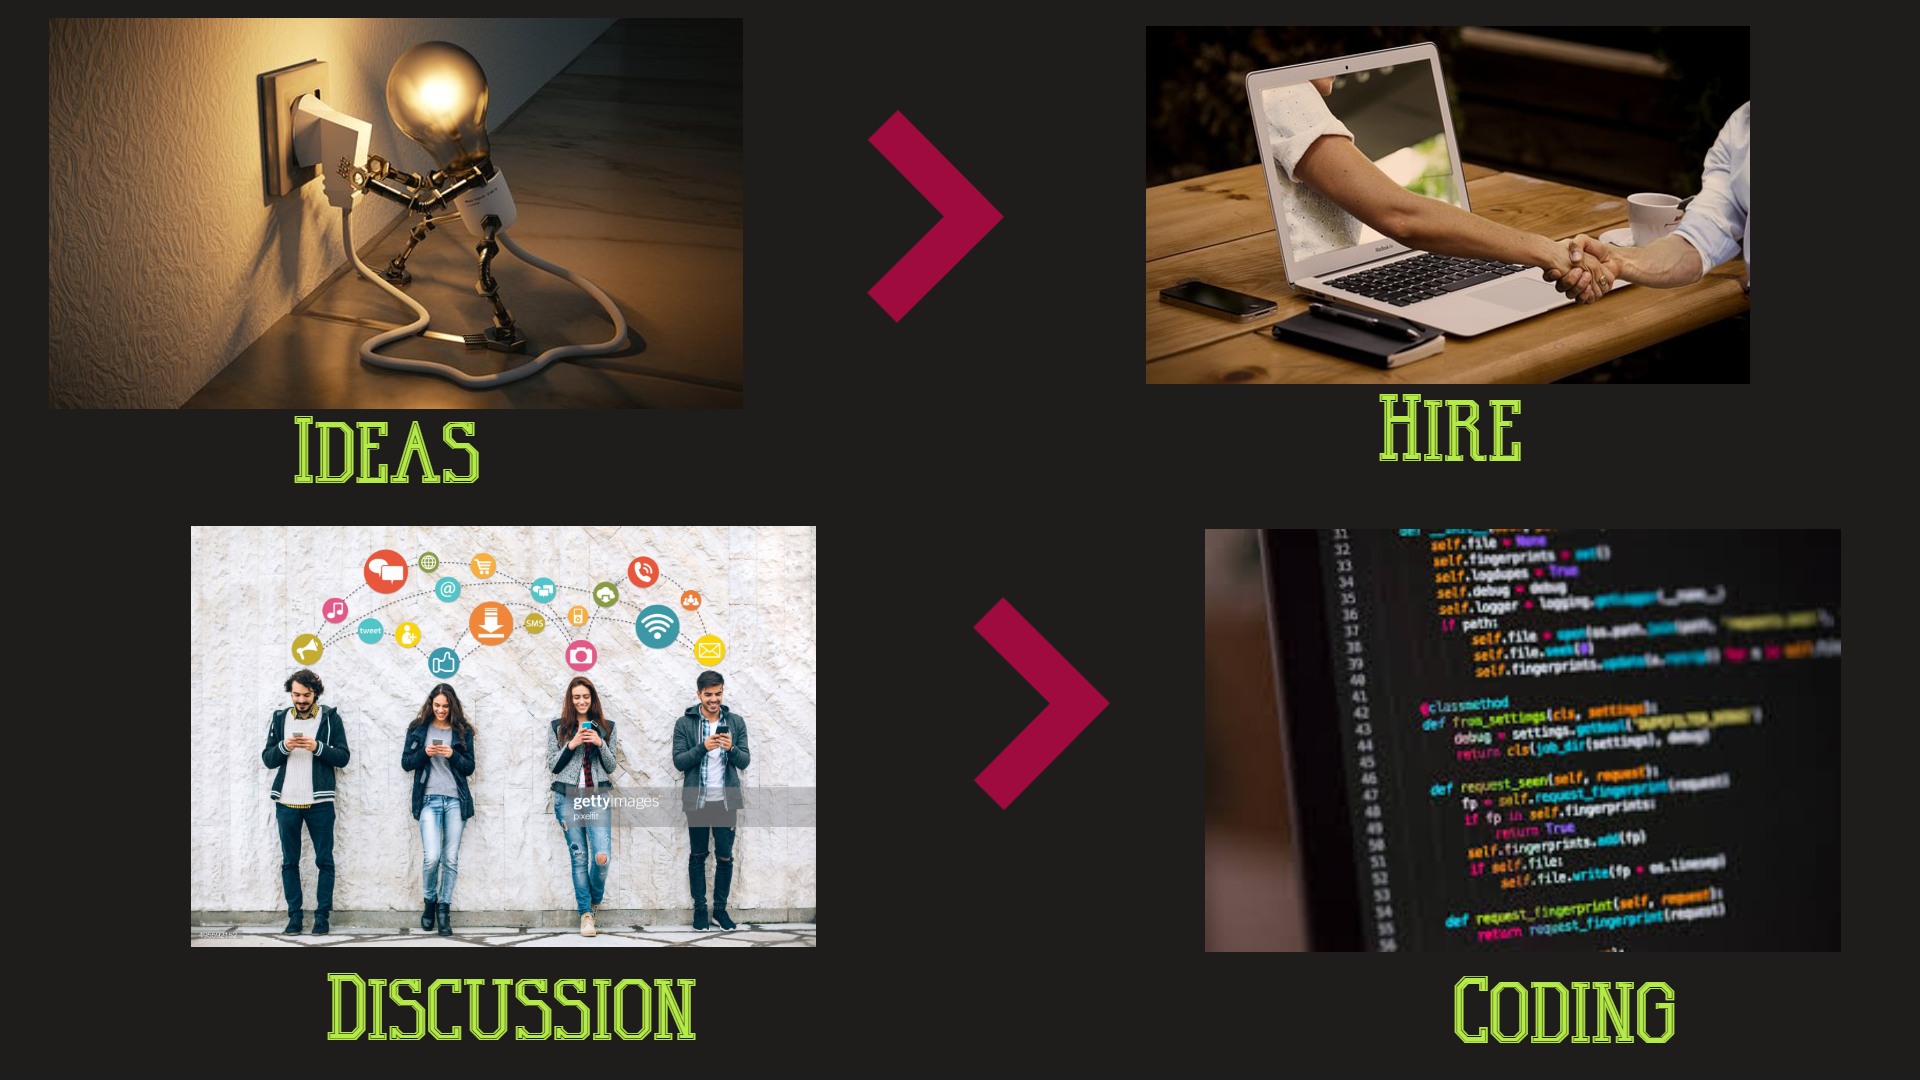 IDEAS
HIRE
tweet
@
SMS
gettyimages
pixelfit
DISCUSSION
31
32
33
34
35
36
37
38
39
40
41
42
43
44
45
46
47
48
49
50
51
52
53
54
55
56
self.file = None
self.fingerprints = set()
self.logdupes = True
self.debug = debug
self.logger = logging.getLogger(__name__)
if path:
self.file = open(os.path.join(path,
self.file.seek(0)
self.fingerprints.update(
@classmethod
def from_settings(cls, settings):
debug = settings.getbool(
return cls(job_dir(settings), debug)
def request_seen(self, request):
fp = self.request_fingerprint(request)
if fp in self.fingerprints:
return True
self.fingerprints.add(fp)
if self.file:
self.file.write(fp + os.linesep)
def request_fingerprint(self, request):
return request_fingerprint(request)
CODING